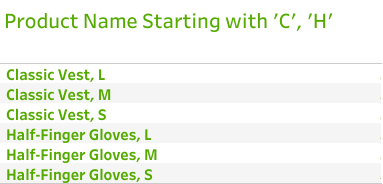 Product Name Starting with 'C', 'H'
Classic Vest, L
Classic Vest, M
Classic Vest, S
Half-Finger Gloves, L
Half-Finger Gloves, M
Half-Finger Gloves, S